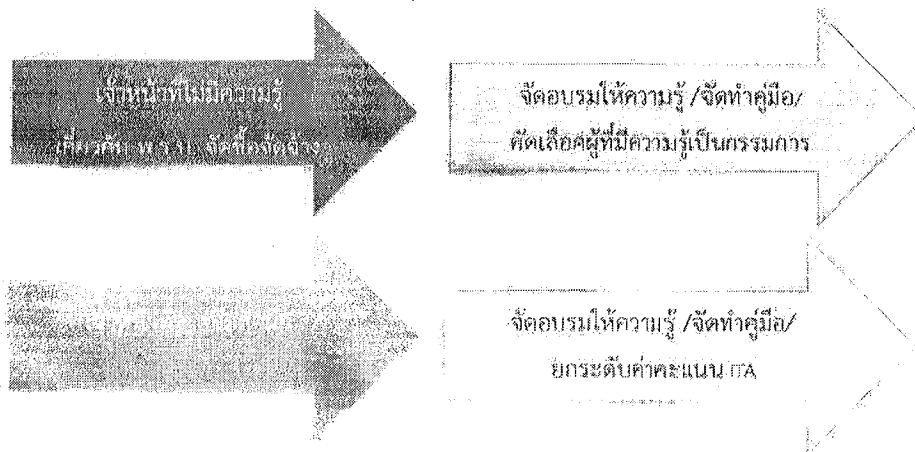 เจ้าหน้าที่ไม่มีความรู้
เกี่ยวกับ พ.ร.บ. จัดซื้อจัดจ้าง
จัดอบรมให้ความรู้ /จัดทำคู่มือ/
คัดเลือกผู้ที่มีความรู้เป็นกรรมการ
จัดอบรมให้ความรู้ /จัดทำคู่มือ/
ยกระดับค่าคะแนน ITA